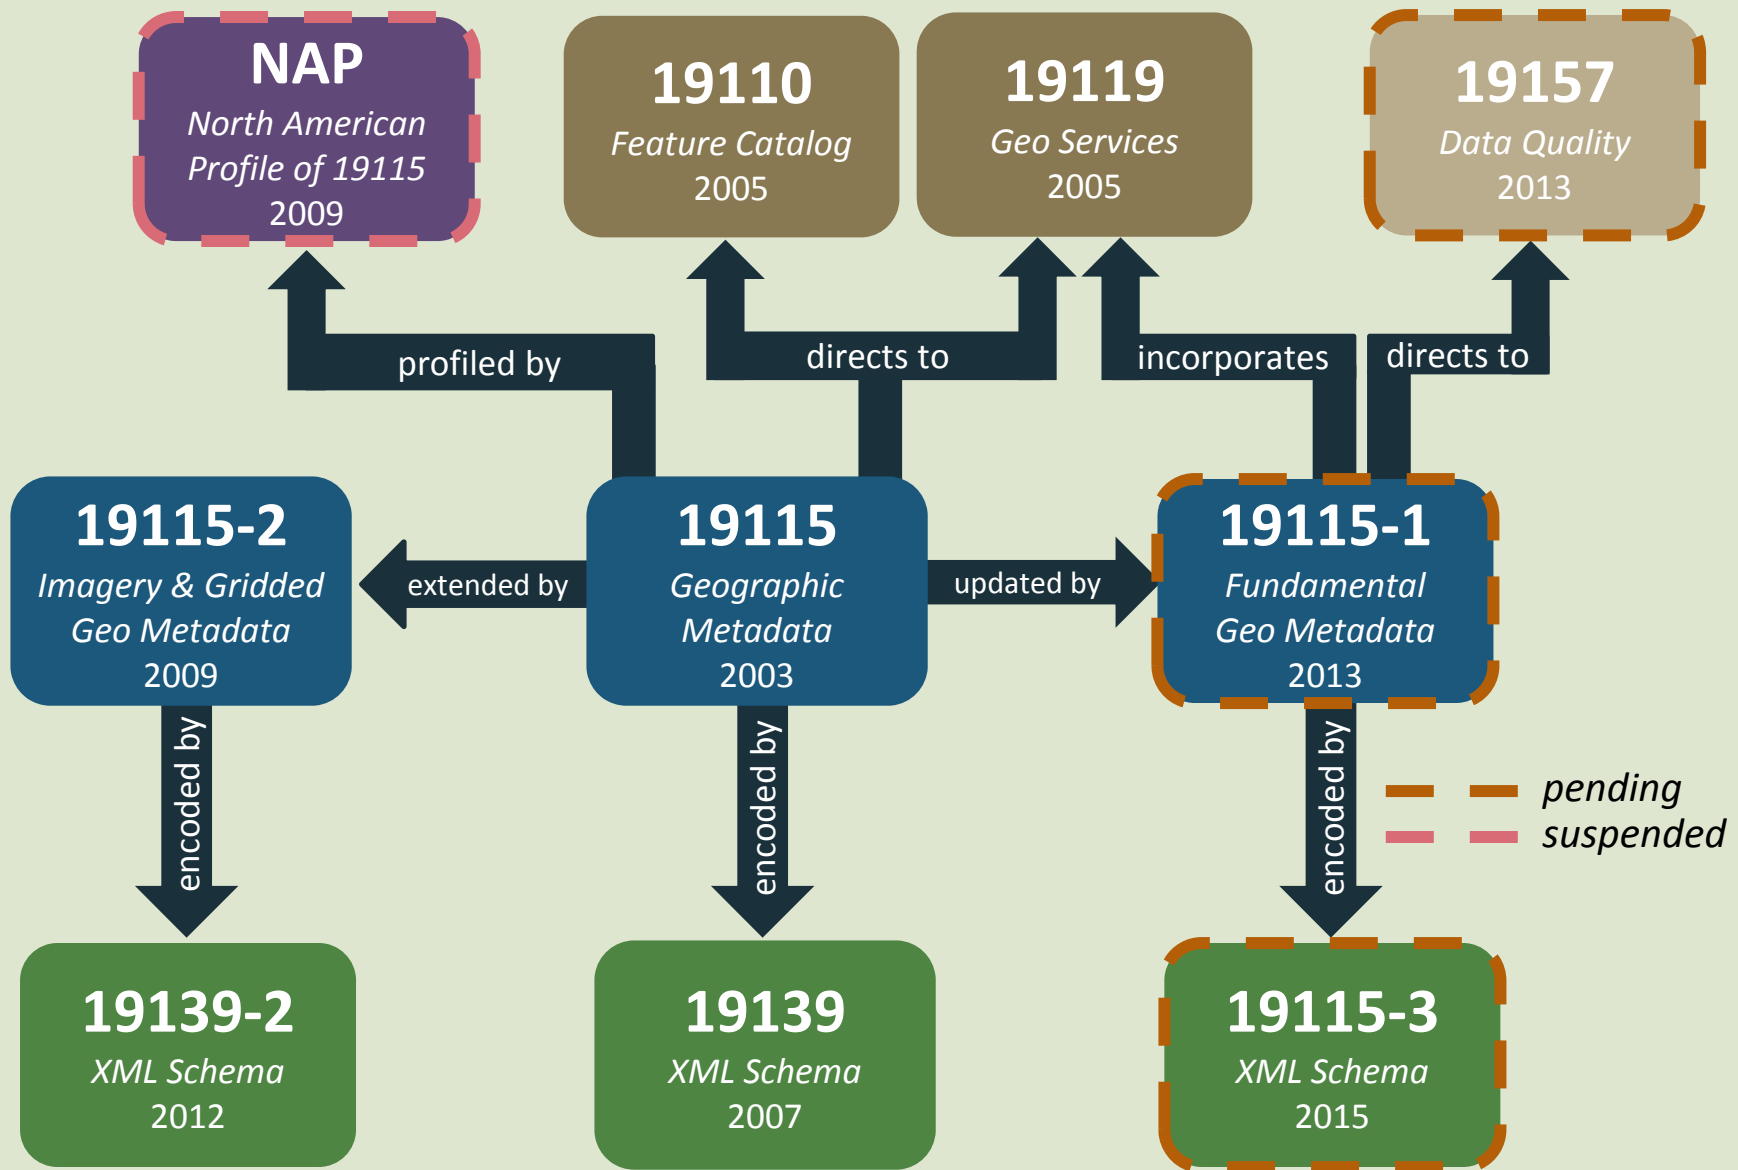 NAP
North American
Profile of 19115
2009
19110
Feature Catalog
2005
19119
Geo Services
2005
19157
Data Quality
2013
profiled by
directs to
incorporates
directs to
19115-2
Imagery & Gridded
Geo Metadata
2009
extended by
19115
Geographic
Metadata
2003
updated by
19115-1
Fundamental
Geo Metadata
2013
encoded by
encoded by
encoded by
pending
suspended
19139-2
XML Schema
2012
19139
XML Schema
2007
19115-3
XML Schema
2015